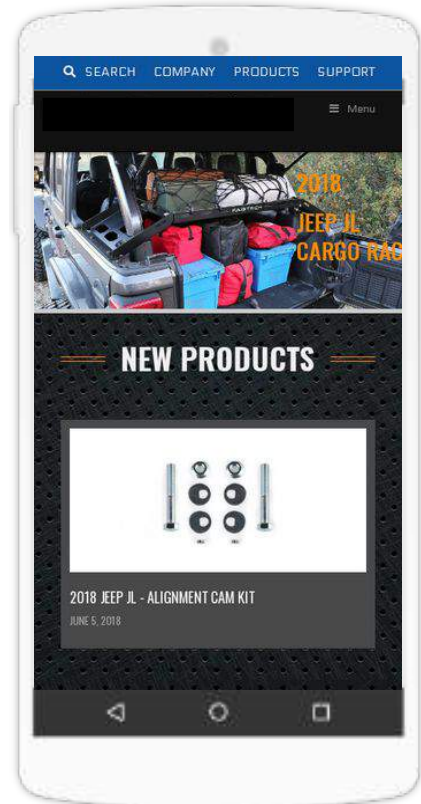 SEARCH COMPANY PRODUCTS SUPPORT
Menu
FABTECH
2018
JEEP JL
CARGO RAC
NEW PRODUCTS
2018 JEEP JL - ALIGNMENT CAM KIT
JUNE 5, 2018